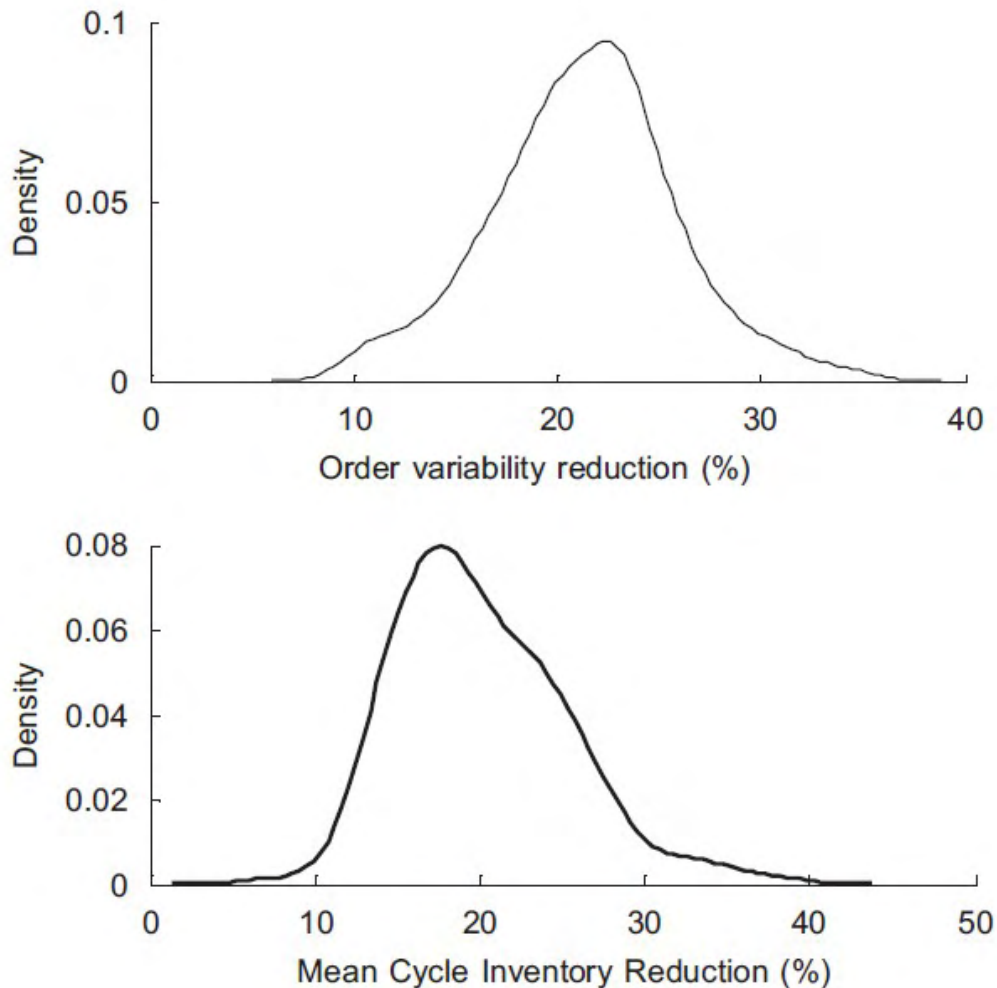 0.1
0.05
0
Density
0 10 20 30 40
Order variability reduction (%)
0.08
0.06
0.04
0.02
0
Density
0 10 20 30 40 50
Mean Cycle Inventory Reduction (%)